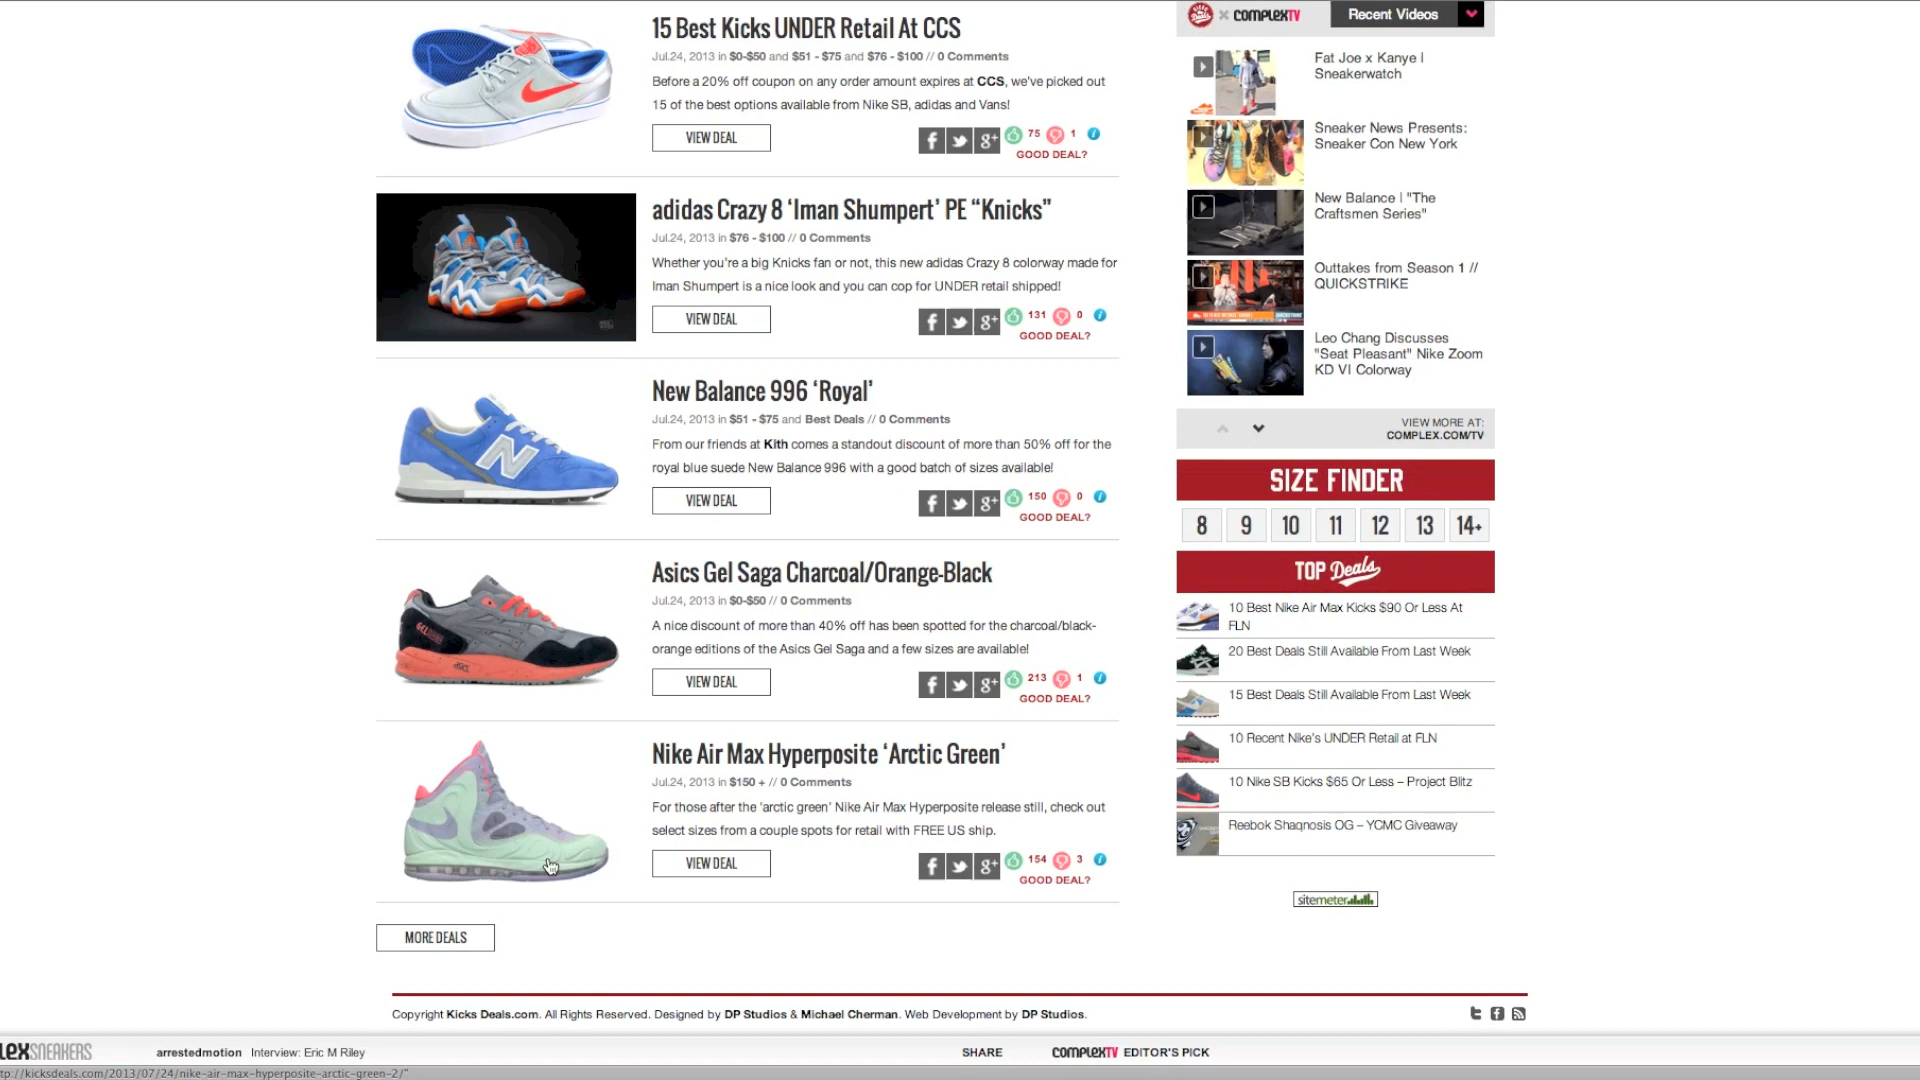 15 Best Kicks UNDER Retail At CCS
Jul.24, 2013 in $0-$50 and $51 - $75 and $76 - $100 // 0 Comments
Before a 20% off coupon on any order amount expires at CCS, we've picked out
15 of the best options available from Nike SB, adidas and Vans!
VIEW DEAL
75 1
GOOD DEAL?
adidas Crazy 8 ‘Iman Shumpert’ PE “Knicks”
Jul.24, 2013 in $76 - $100 // 0 Comments
Whether you're a big Knicks fan or not, this new adidas Crazy 8 colorway made for
Iman Shumpert is a nice look and you can cop for UNDER retail shipped!
VIEW DEAL
131 0
GOOD DEAL?
New Balance 996 ‘Royal’
Jul.24, 2013 in $51 - $75 and Best Deals // 0 Comments
From our friends at Kith comes a standout discount of more than 50% off for the
royal blue suede New Balance 996 with a good batch of sizes available!
VIEW DEAL
150 0
GOOD DEAL?
Asics Gel Saga Charcoal/Orange-Black
Jul.24, 2013 in $0-$50 // 0 Comments
A nice discount of more than 40% off has been spotted for the charcoal/black-
orange editions of the Asics Gel Saga and a few sizes are available!
VIEW DEAL
213 1
GOOD DEAL?
Nike Air Max Hyperposite ‘Arctic Green’
Jul.24, 2013 in $150 + // 0 Comments
For those after the 'arctic green' Nike Air Max Hyperposite release still, check out
select sizes from a couple spots for retail with FREE US ship.
VIEW DEAL
154 3
GOOD DEAL?
MORE DEALS
× COMPLEXTV
Recent Videos
Fat Joe x Kanye |
Sneakerwatch
Sneaker News Presents:
Sneaker Con New York
New Balance | "The
Craftsmen Series"
Outtakes from Season 1 //
QUICKSTRIKE
Leo Chang Discusses
"Seat Pleasant" Nike Zoom
KD VI Colorway
VIEW MORE AT:
COMPLEX.COM/TV
SIZE FINDER
8 9 10 11 12 13 14+
TOP Deals
10 Best Nike Air Max Kicks $90 Or Less At
FLN
20 Best Deals Still Available From Last Week
15 Best Deals Still Available From Last Week
10 Recent Nike's UNDER Retail at FLN
10 Nike SB Kicks $65 Or Less – Project Blitz
Reebok Shaqnosis OG – YCMC Giveaway
sitemeter
Copyright Kicks Deals.com. All Rights Reserved. Designed by DP Studios & Michael Cherman. Web Development by DP Studios.
LEXSNEAKERS
arrestedmotion Interview: Eric M Riley
SHARE
COMPLEXTV EDITOR'S PICK
tp://kicksdeals.com/2013/07/24/nike-air-max-hyperposite-arctic-green-2/"